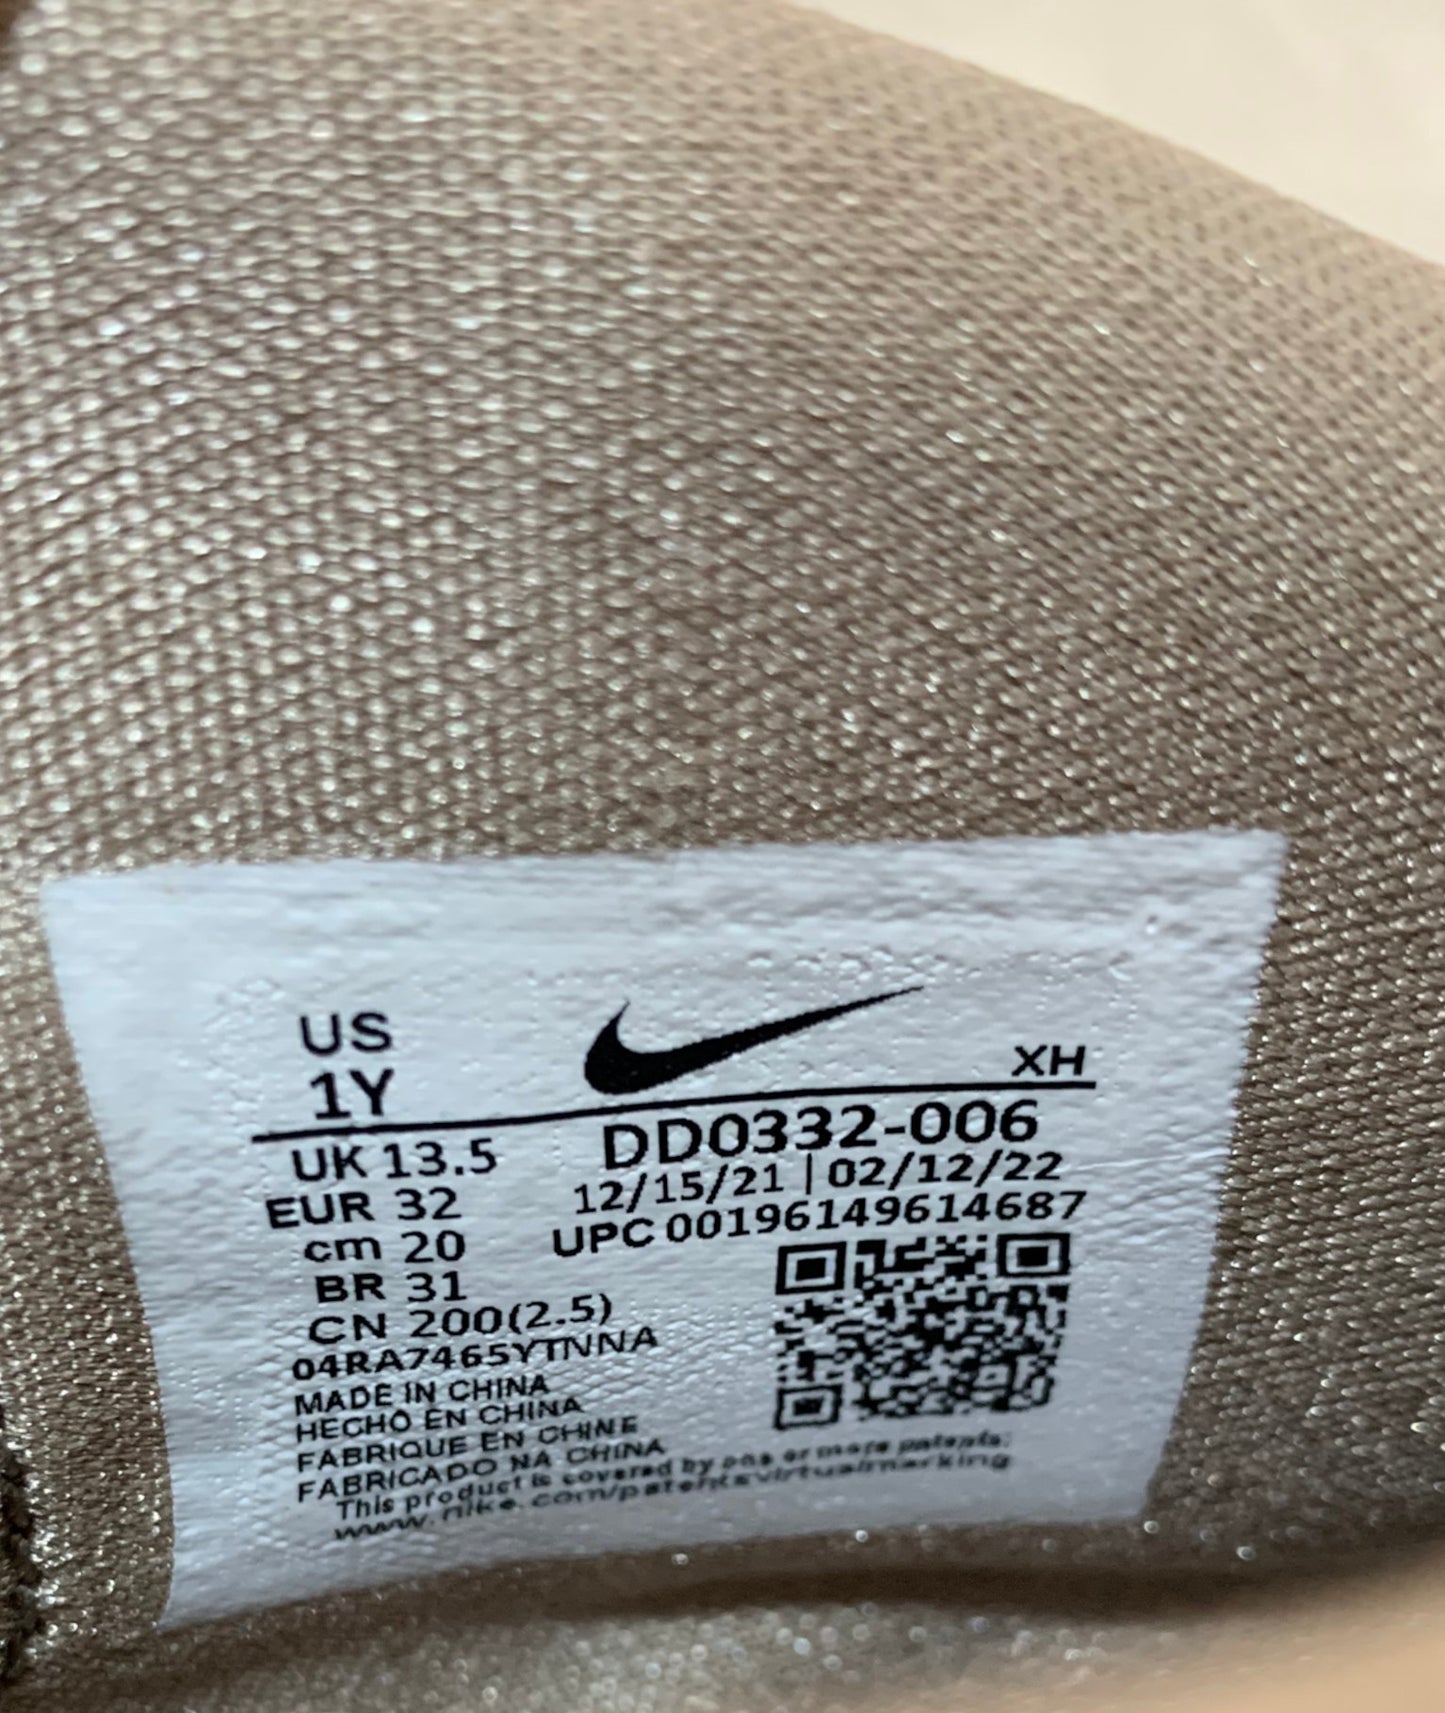 US
1Y
XH
UK 13.5
EUR 32
cm 20
BR 31
CN 200(2.5)
DD0332-006
12/15/21 | 02/12/22
UPC 00196149614687
04RA7465YTNNA
MADE IN CHINA
HECHO EN CHINA
FABRIQUE EN CHINE
FABRICADO NA CHINA
This product is covered by one or more patents:
www.nike.com/patentsvirtualmarking